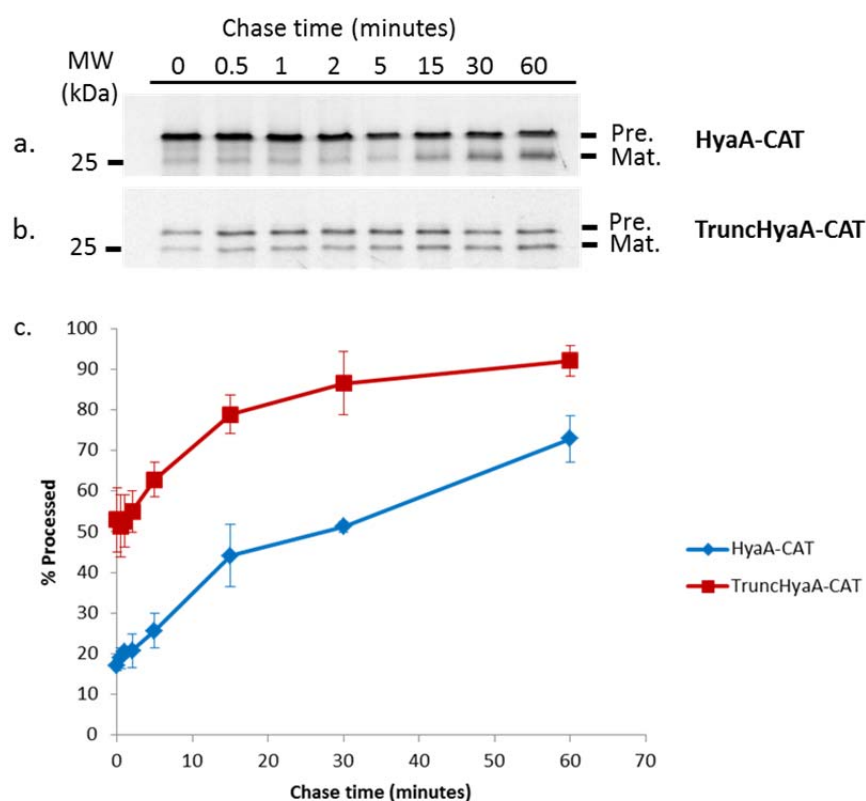 Chase time (minutes)
MW (kDa) 0 0.5 1 2 5 15 30 60
a. 25 Pre. Mat. HyaA-CAT
b. 25 Pre. Mat. TruncHyaA-CAT
c.
100
90
80
70
60
50
40
30
20
10
0
% Processed
0 10 20 30 40 50 60 70
Chase time (minutes)
HyaA-CAT
TruncHyaA-CAT